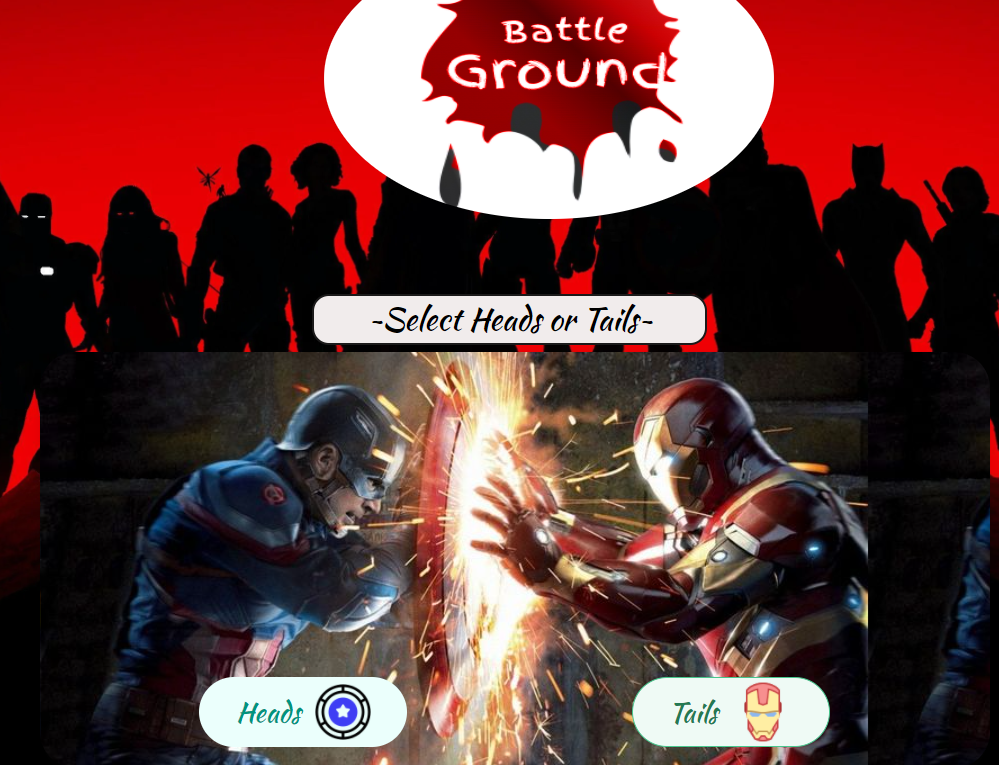 Battle
Ground
-Select Heads or Tails-
Heads
Tails